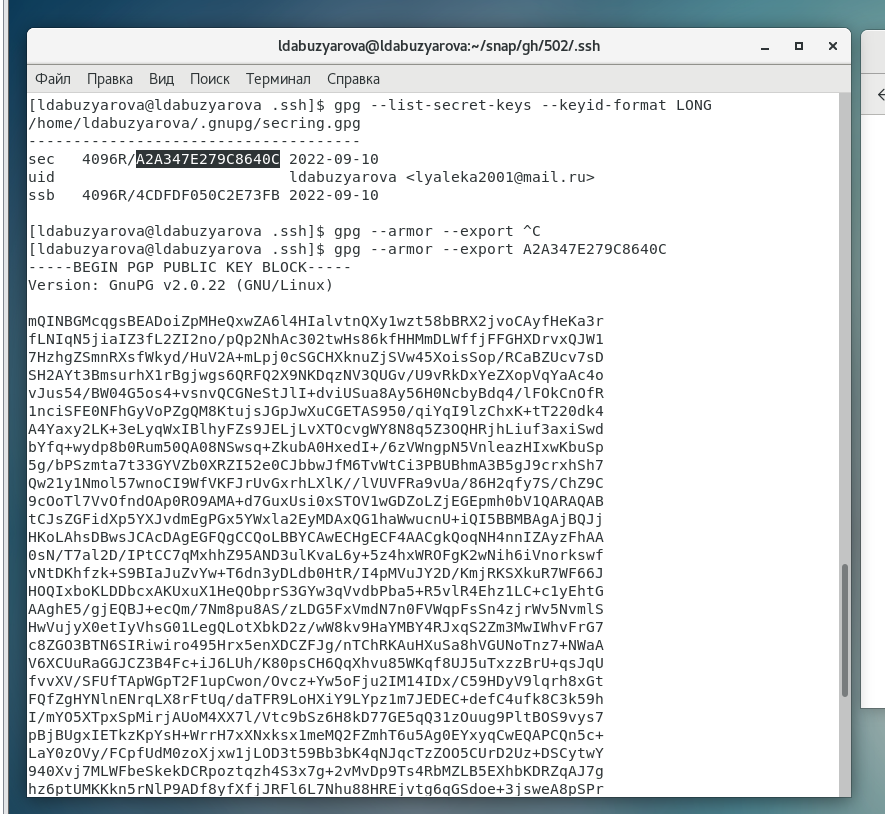 ldabuzyarova@ldabuzyarova:~/snap/gh/502/.ssh
Файл Правка Вид Поиск Терминал Справка
[ldabuzyarova@ldabuzyarova .ssh]$ gpg --list-secret-keys --keyid-format LONG
/home/ldabuzyarova/.gnupg/secring.gpg
-------------------------------------
sec   4096R/A2A347E279C8640C 2022-09-10
uid                          ldabuzyarova <lyaleka2001@mail.ru>
ssb   4096R/4CDFDF050C2E73FB 2022-09-10
[ldabuzyarova@ldabuzyarova .ssh]$ gpg --armor --export ^C
[ldabuzyarova@ldabuzyarova .ssh]$ gpg --armor --export A2A347E279C8640C
-----BEGIN PGP PUBLIC KEY BLOCK-----
Version: GnuPG v2.0.22 (GNU/Linux)
mQINBGMcqgsBEADoiZpMHeQxwZA6l4HIalvtnQXy1wzt58bBRX2jvoCAyfHeKa3r
fLNIqN5jiaIZ3fL2ZI2no/pQp2NhAc302twHs86kfHHMmDLWffjFFGHXDrvxQJW1
7HzhgZSmnRXsfWkyd/HuV2A+mLpj0cSGCHXknuZjSVw45XoisSop/RCaBZUcv7sD
SH2AYt3BmsurhX1rBgjwgs6QRFQ2X9NKDqzNV3QUGv/U9vRkDxYeZXopVqYaAc4o
vJus54/BW04G5os4+vsnvQCGNeStJlI+dviUSua8Ay56H0NcbyBdq4/lFOkCnOfR
1nciSFE0NFhGyVoPZgQM8KtujsJGpJwXuCGETAS950/qiYqI9lzChxK+tT220dk4
A4Yaxy2LK+3eLyqWxIBlhyFZs9JELjLvXTOcvgWY8N8q5Z3OQHRjhLiuf3axiSwd
bYfq+wydp8b0Rum50QA08NSwsq+ZkubA0HxedI+/6zVWngpN5VnleazHIxwKbuSp
5g/bPSzmta7t33GYVZb0XRZI52e0CJbbwJfM6TvWtCi3PBUBhmA3B5gJ9crxhSh7
Qw21y1Nmol57wnoCI9WfVKFJrUvGxrhLXlK//lVUVFRa9vUa/86H2qfy7S/ChZ9C
9cOoTl7VvOfndOAp0RO9AMA+d7GuxUsi0xSTOV1wGDZoLZjEGEpmh0bV1QARAQAB
tCJsZGFidXp5YXJvdmEgPGx5YWxla2EyMDAxQG1haWwucnU+iQI5BBMBAgAjBQJj
HKoLAhsDBwsJCAcDAgEGFQgCCQoLBBYCAwECHgECF4AACgkQoqNH4nnIZAyzFhAA
0sN/T7al2D/IPtCC7qMxhhZ95AND3ulKvaL6y+5z4hxWROFgK2wNih6iVnorkswf
vNtDKhfzk+S9BIaJuZvYw+T6dn3yDLdb0HtR/I4pMVuJY2D/KmjRKSXkuR7WF66J
HOQIxboKLDDbcxAKUxuX1HeQObprS3GYw3qVvdbPba5+R5vlR4Ehz1LC+c1yEhtG
AAghE5/gjEQBJ+ecQm/7Nm8pu8AS/zLDG5FxVmdN7n0FVWqpFsSn4zjrWv5NvmlS
HwVujyX0etIyVhsG01LegQLotXbkD2z/wW8kv9HaYMBY4RJxqS2Zm3MwIWhvFrG7
c8ZGO3BTN6SIRiwiro495Hrx5enXDCZFJg/nTChRKAuHXuSa8hVGUNoTnz7+NWaA
V6XCUuRaGGJCZ3B4Fc+iJ6LUh/K80psCH6QqXhvu85WKqf8UJ5uTxzzBrU+qsJqU
fvvXV/SFUfTApWGpT2F1upCwon/Ovcz+Yw5oFju2IM14IDx/C59HDyV9lqrh8xGt
FQfZgHYNlnENrqLX8rFtUq/daTFR9LoHXiY9LYpz1m7JEDEC+defC4ufk8C3k59h
I/mYO5XTpxSpMirjAUoM4XX7l/Vtc9bSz6H8kD77GE5qQ31zOuug9PltBOS9vys7
pBjBUgxIETkzKpYsH+WrrH7xXNxksx1meMQ2FZmhT6u5Ag0EYxyqCwEQAPCQn5c+
LaY0zOVy/FCpfUdM0zoXjxw1jLOD3t59Bb3bK4qNJqcTzZOO5CUrD2Uz+DSCytwY
940Xvj7MLWFbeSkekDCRpoztqzh4S3x7g+2vMvDp9Ts4RbMZLB5EXhbKDRZqAJ7g
hz6ptUMKKkn5rNlP9ADf8yfXfjJRFl6L7Nhu88HREjvtg6qGSdoe+3jsweA8pSPr